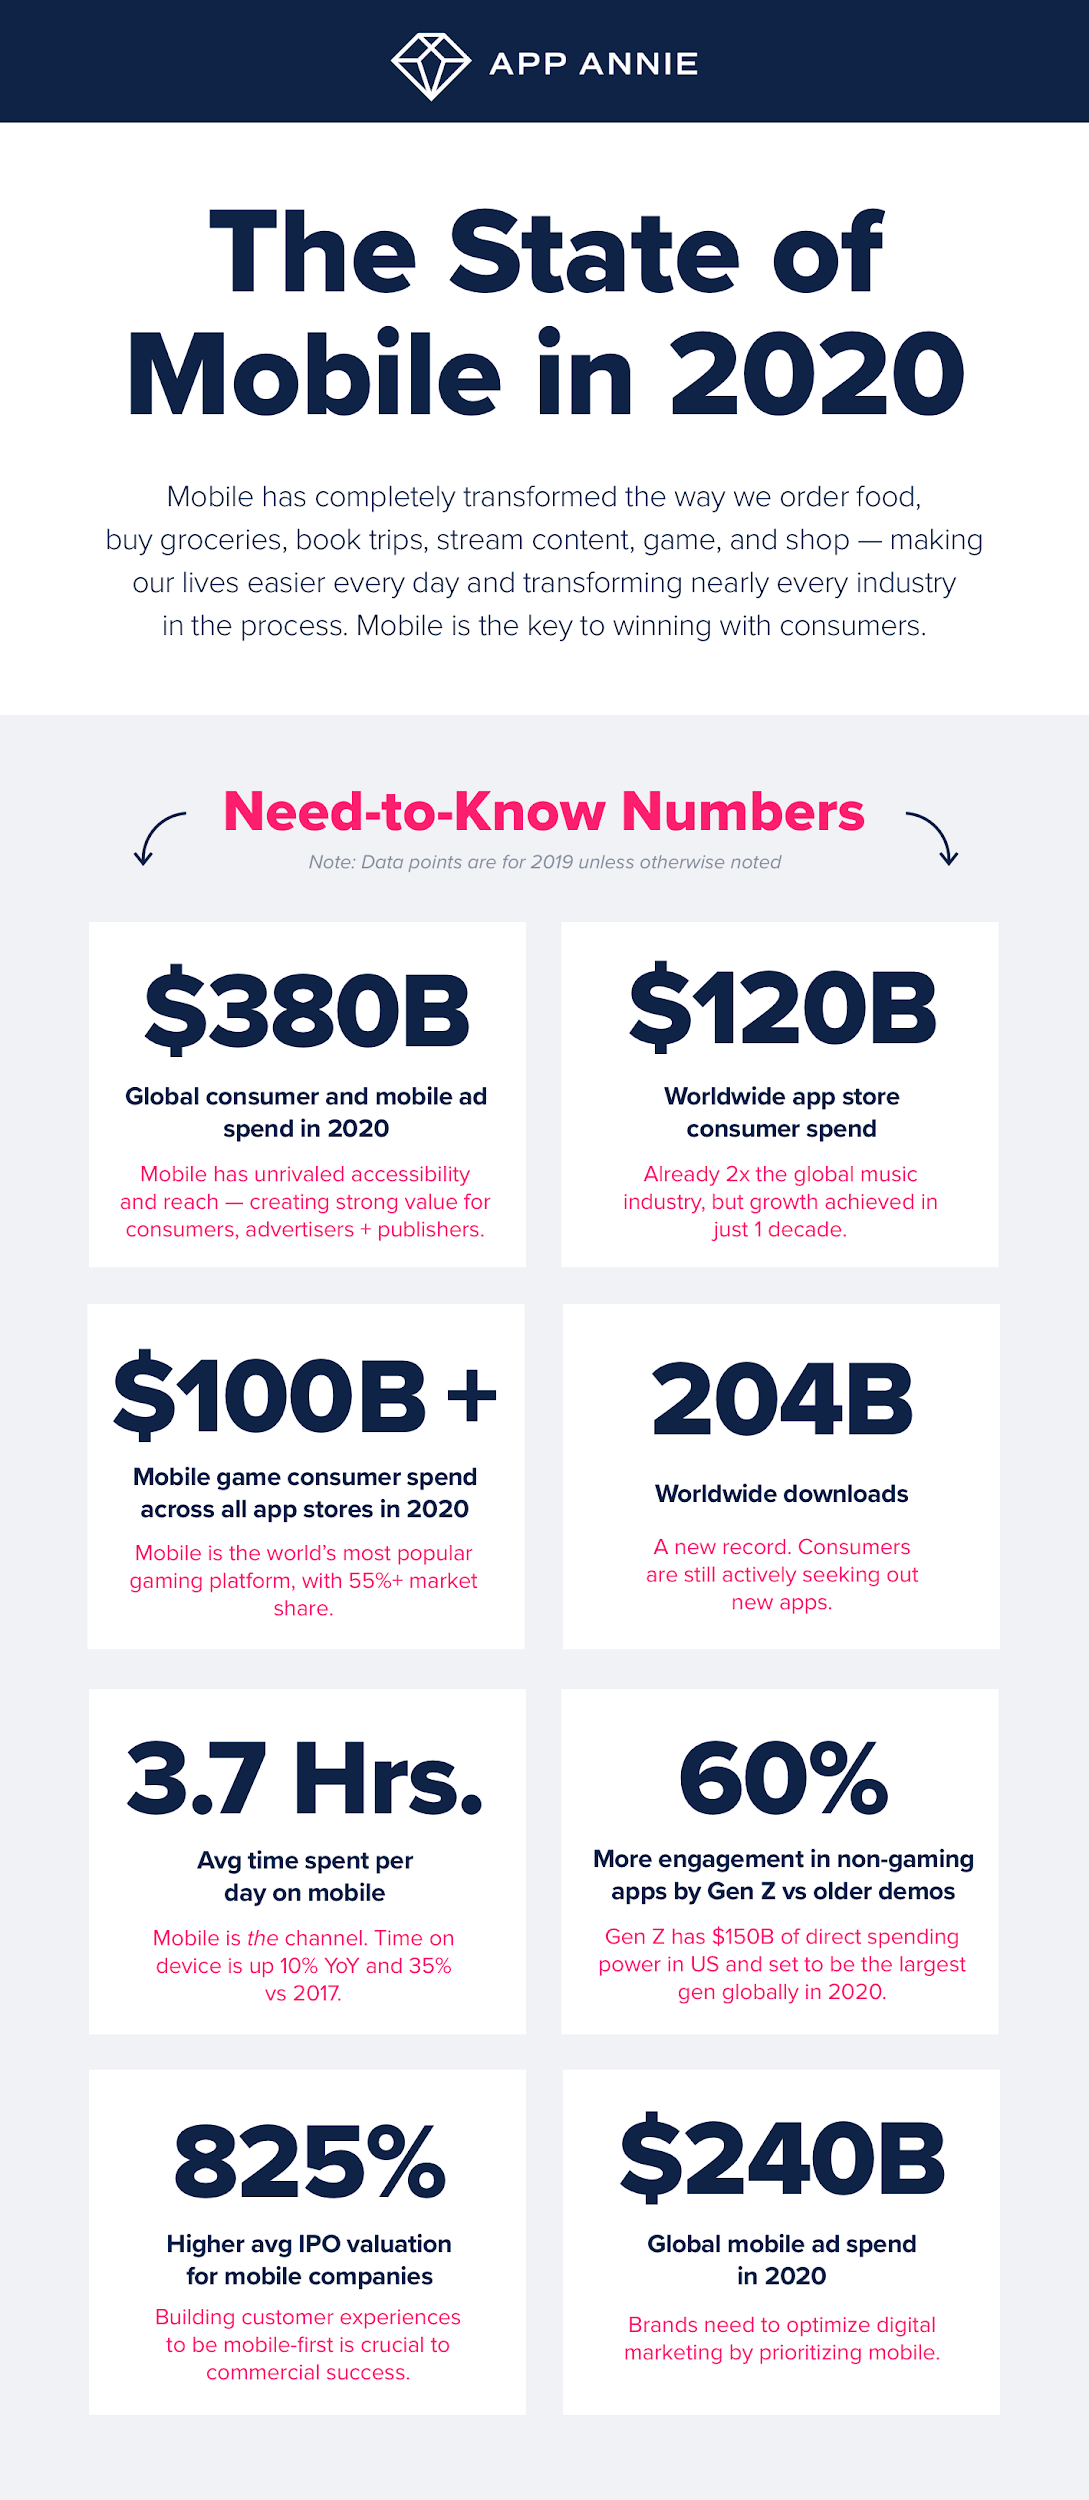 APP ANNIE
The State of
Mobile in 2020
Mobile has completely transformed the way we order food,
buy groceries, book trips, stream content, game, and shop — making
our lives easier every day and transforming nearly every industry
in the process. Mobile is the key to winning with consumers.
Need-to-Know Numbers
Note: Data points are for 2019 unless otherwise noted
$380B
Global consumer and mobile ad
spend in 2020
Mobile has unrivaled accessibility
and reach — creating strong value for
consumers, advertisers + publishers.
$120B
Worldwide app store
consumer spend
Already 2x the global music
industry, but growth achieved in
just 1 decade.
$100B +
Mobile game consumer spend
across all app stores in 2020
Mobile is the world's most popular
gaming platform, with 55%+ market
share.
204B
Worldwide downloads
A new record. Consumers
are still actively seeking out
new apps.
3.7 Hrs.
Avg time spent per
day on mobile
Mobile is the channel. Time on
device is up 10% YoY and 35%
vs 2017.
60%
More engagement in non-gaming
apps by Gen Z vs older demos
Gen Z has $150B of direct spending
power in US and set to be the largest
gen globally in 2020.
825%
Higher avg IPO valuation
for mobile companies
Building customer experiences
to be mobile-first is crucial to
commercial success.
$240B
Global mobile ad spend
in 2020
Brands need to optimize digital
marketing by prioritizing mobile.